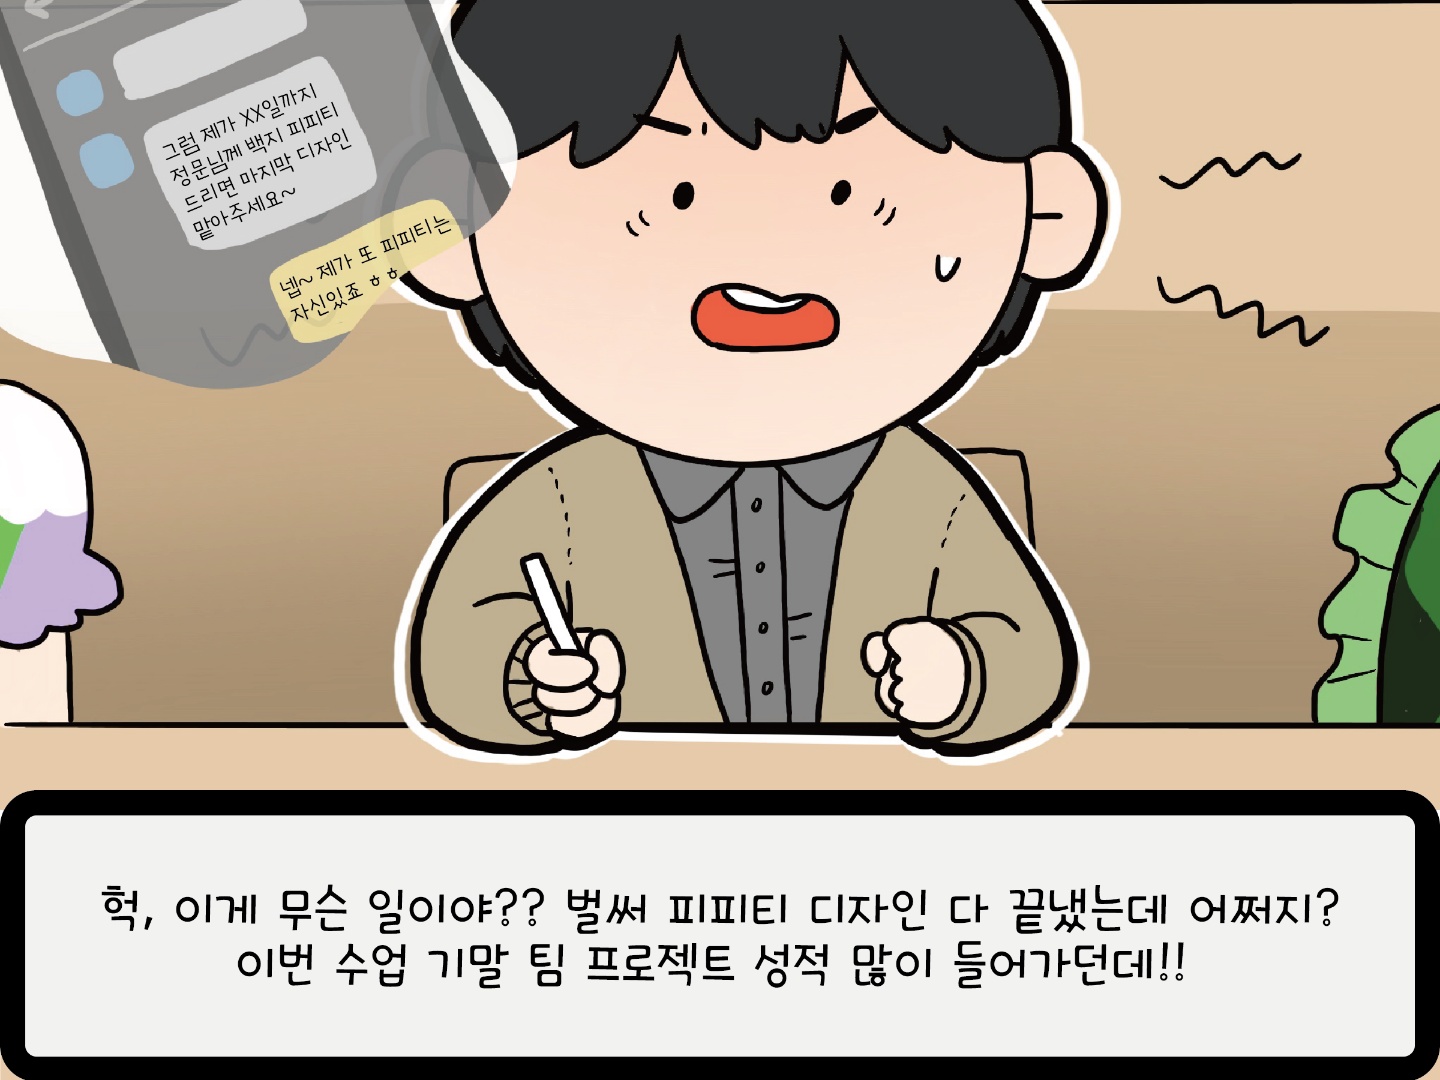 그럼 제가 XX일까지
정문님께 백지 피피티
드리면 마지막 디자인
맡아주세요~
넵~ 제가 또 피피티는
자신있죠 ㅎㅎ
헉, 이게 무슨 일이야?? 벌써 피피티 디자인 다 끝냈는데 어쩌지?
이번 수업 기말 팀 프로젝트 성적 많이 들어가던데!!